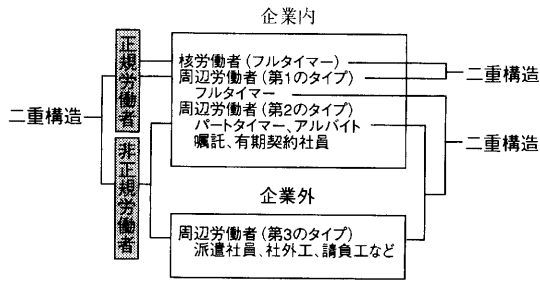 企業内
正規労働者
核労働者(フルタイマー)
周辺労働者(第1のタイプ)
フルタイマー
周辺労働者(第2のタイプ)
パートタイマー、アルバイト
嘱託、有期契約社員
二重構造
二重構造
二重構造
非正規労働者
企業外
周辺労働者(第3のタイプ)
派遣社員、社外工、請負工など